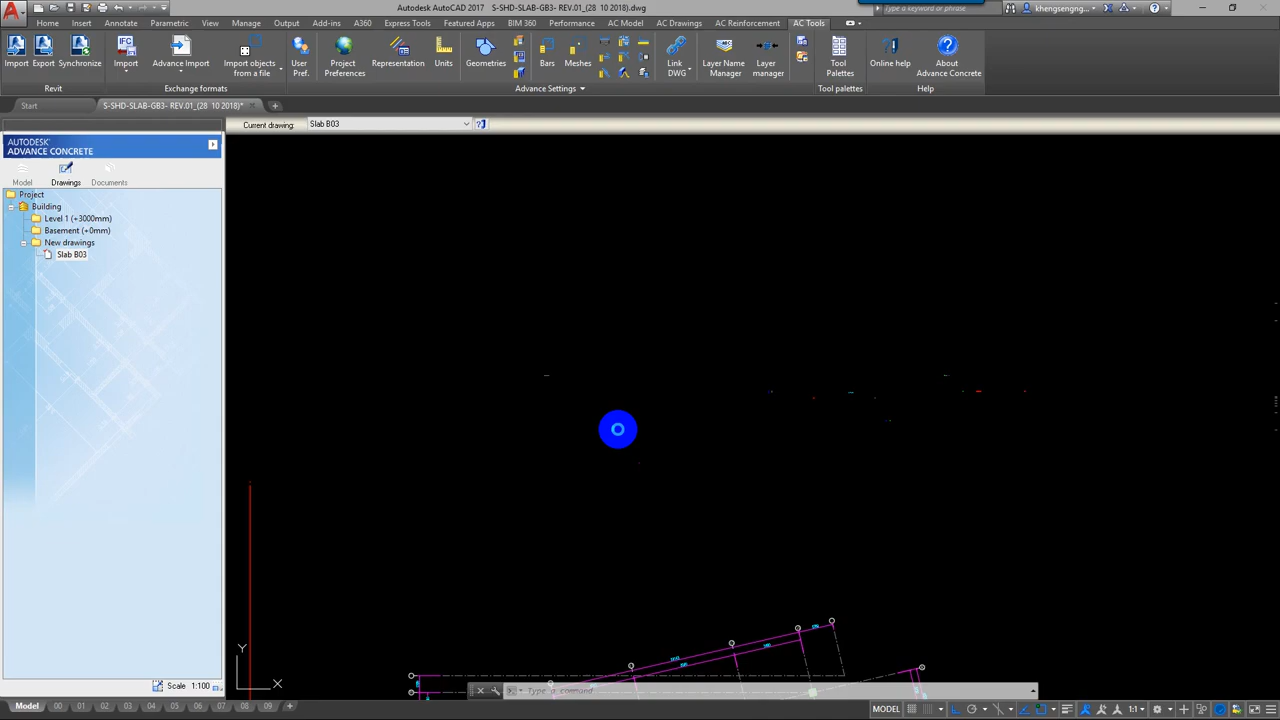 Autodesk AutoCAD 2017 S-SHD-SLAB-GB3- REV.01_(28 10 2018).dwg
Type a keyword or phrase
khengsengng...
Home Insert Annotate Parametric View Manage Output Add-ins A360 Express Tools Featured Apps BIM 360 Performance AC Model AC Drawings AC Reinforcement AC Tools
Import Export Synchronize
Import
Advance Import
Import objects
from a file
User
Pref.
Project
Preferences
Representation
Units
Geometries
Bars
Meshes
Link
DWG
Layer Name
Manager
Layer
manager
Tool
Palettes
Online help
About
Advance Concrete
Revit
Exchange formats
Advance Settings
Tool palettes
Help
Start
S-SHD-SLAB-GB3- REV.01_(28 10 2018)*
Current drawing: Slab B03
AUTODESK
ADVANCE CONCRETE
Model Drawings Documents
Project
Building
Level 1 (+3000mm)
Basement (+0mm)
New drawings
Slab B03
Y
X
Scale 1:100
Type a command
Model 00 01 02 03 04 05 06 07 08 09
MODEL
1:1